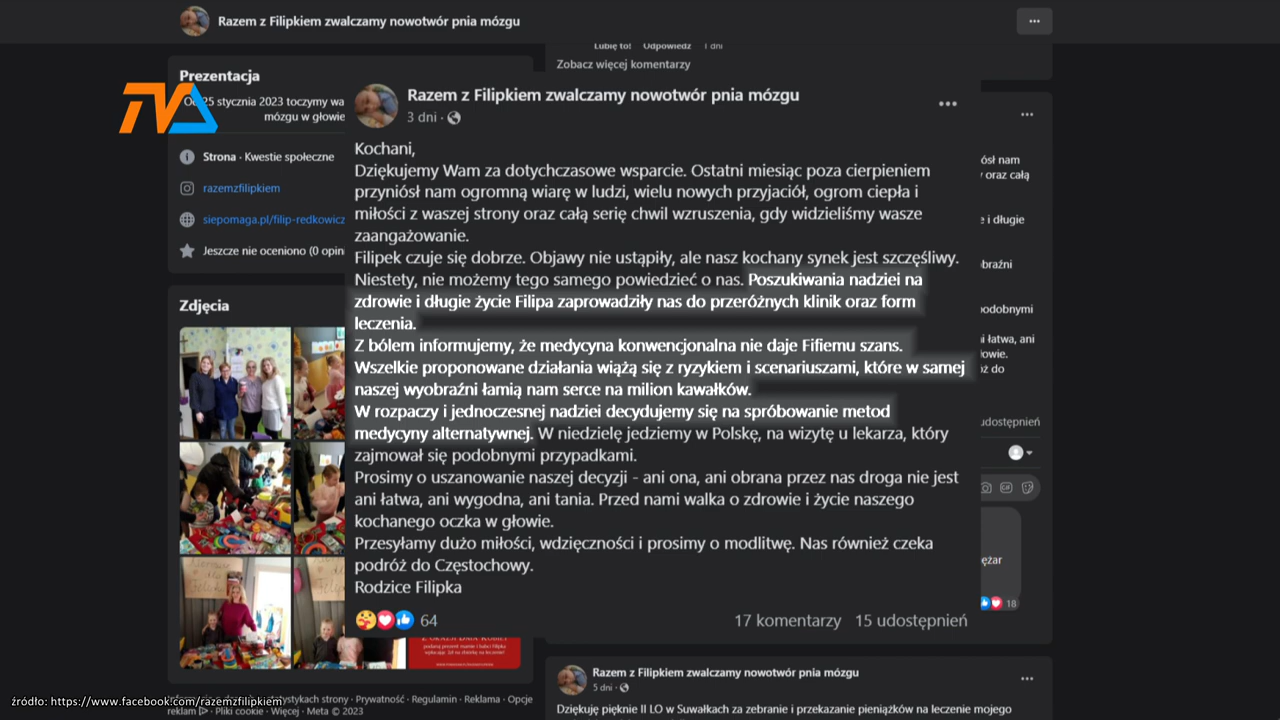 Razem z Filipkiem zwalczamy nowotwór pnia mózgu
Prezentacja
Od 25 stycznia 2023 toczymy wa
mózgu w głowie
TVA
Strona · Kwestie społeczne
razemzfilipkiem
siepomaga.pl/filip-redkowicz
Jeszcze nie oceniono (0 opin
Zdjęcia
Lubię to! Odpowiedz 1 dni
Zobacz więcej komentarzy
Razem z Filipkiem zwalczamy nowotwór pnia mózgu
3 dni ·
Kochani,
Dziękujemy Wam za dotychczasowe wsparcie. Ostatni miesiąc poza cierpieniem
przyniósł nam ogromną wiarę w ludzi, wielu nowych przyjaciół, ogrom ciepła i
miłości z waszej strony oraz całą serię chwil wzruszenia, gdy widzieliśmy wasze
zaangażowanie.
Filipek czuje się dobrze. Objawy nie ustąpiły, ale nasz kochany synek jest szczęśliwy.
Niestety, nie możemy tego samego powiedzieć o nas. Poszukiwania nadziei na
zdrowie i długie życie Filipa zaprowadziły nas do przeróżnych klinik oraz form
leczenia.
Z bólem informujemy, że medycyna konwencjonalna nie daje Fifiemu szans.
Wszelkie proponowane działania wiążą się z ryzykiem i scenariuszami, które w samej
naszej wyobraźni łamią nam serce na milion kawałków.
W rozpaczy i jednoczesnej nadziei decydujemy się na spróbowanie metod
medycyny alternatywnej. W niedzielę jedziemy w Polskę, na wizytę u lekarza, który
zajmował się podobnymi przypadkami.
Prosimy o uszanowanie naszej decyzji - ani ona, ani obrana przez nas droga nie jest
ani łatwa, ani wygodna, ani tania. Przed nami walka o zdrowie i życie naszego
kochanego oczka w głowie.
Przesyłamy dużo miłości, wdzięczności i prosimy o modlitwę. Nas również czeka
podróż do Częstochowy.
Rodzice Filipka
64
17 komentarzy 15 udostępnień
ósł nam
oraz całą
e i długie
obraźni
podobnymi
i łatwa, ani
owie.
óż do
udostępnień
ężar
18
Razem z Filipkiem zwalczamy nowotwór pnia mózgu
5 dni ·
Dziękuję pięknie II LO w Suwałkach za zebranie i przekazanie pieniążków na leczenie mojego
Z OKAZJI DNIA KOBIET
statystykach strony · Prywatność · Regulamin · Reklama · Opcje
reklam · Pliki cookie · Więcej · Meta © 2023
źródło: https://www.facebook.com/razemzfilipkiem